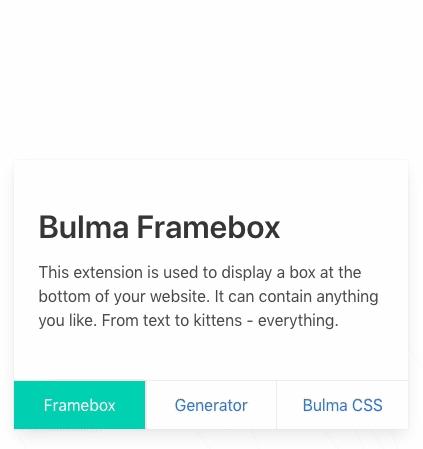 Bulma Framebox
This extension is used to display a box at the
bottom of your website. It can contain anything
you like. From text to kittens - everything.
Framebox Generator Bulma CSS